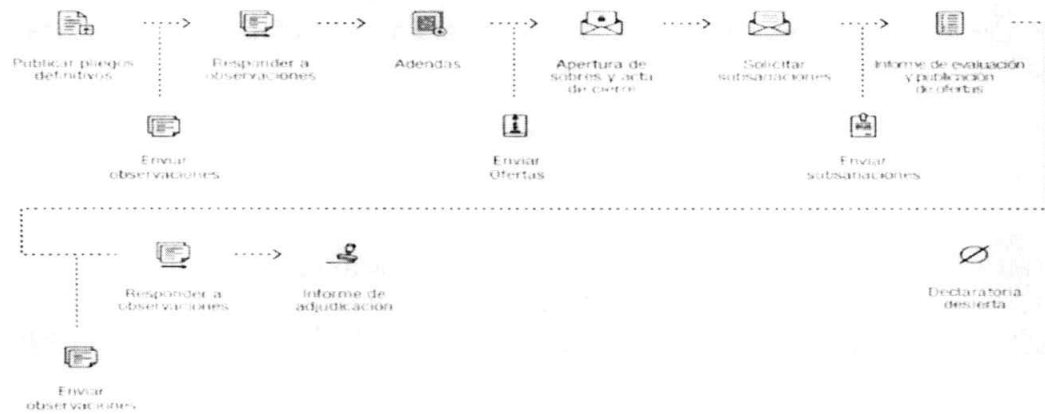 Publicar pliegos
definitivos
Responder a
observaciones
Adendas
Apertura de
sobres y acta
de cierre
Solicitar
subsanaciones
Informe de evaluación
y publicación
de ofertas
Enviar
observaciones
Enviar
Ofertas
Enviar
subsanaciones
Responder a
observaciones
Informe de
adjudicación
Declaratoria
desierta
Enviar
observaciones